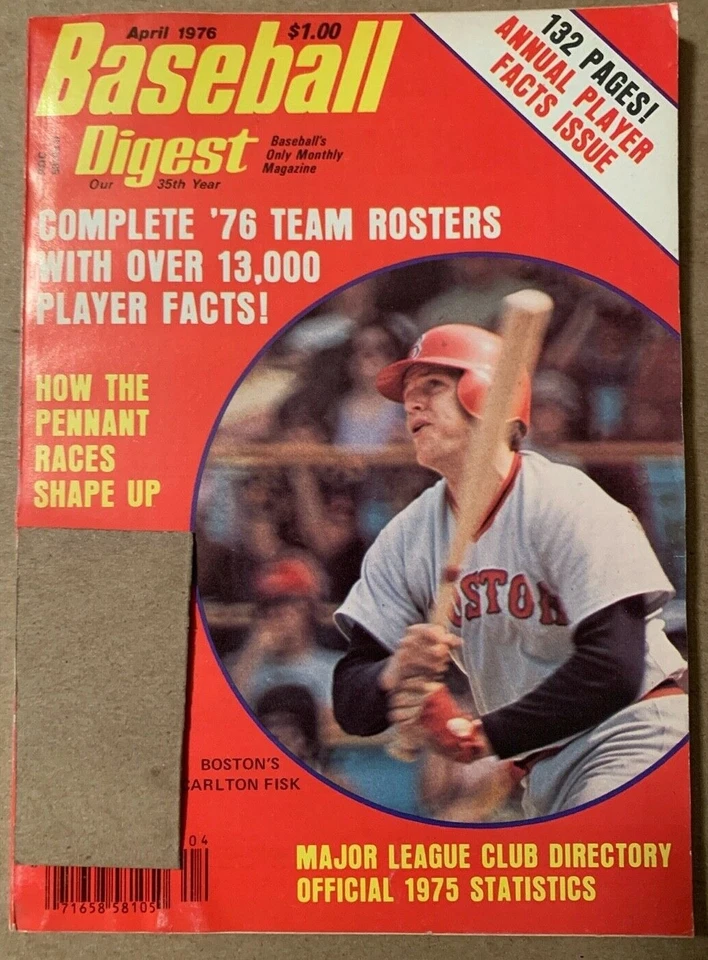 April 1976 $1.00
Baseball
Digest
Baseball's
Only Monthly
Magazine
Our 35th Year
132 PAGES!
ANNUAL PLAYER
FACTS ISSUE
COMPLETE '76 TEAM ROSTERS
WITH OVER 13,000
PLAYER FACTS!
HOW THE
PENNANT
RACES
SHAPE UP
B
OSTON
BOSTON'S
CARLTON FISK
04
71658 58105
MAJOR LEAGUE CLUB DIRECTORY
OFFICIAL 1975 STATISTICS